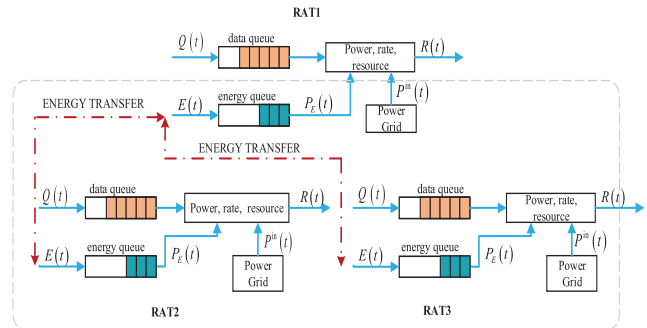 RAT1
Q(t)
data queue
Power, rate,
resource
R(t)
ENERGY TRANSFER
E(t)
energy queue
P_E(t)
P^in(t)
Power
Grid
ENERGY TRANSFER
Q(t)
data queue
Power, rate, resource
R(t)
E(t)
energy queue
P_E(t)
P^in(t)
Power
Grid
RAT2
Q(t)
data queue
Power, rate,
resource
R(t)
E(t)
energy queue
P_E(t)
P^in(t)
Power
Grid
RAT3